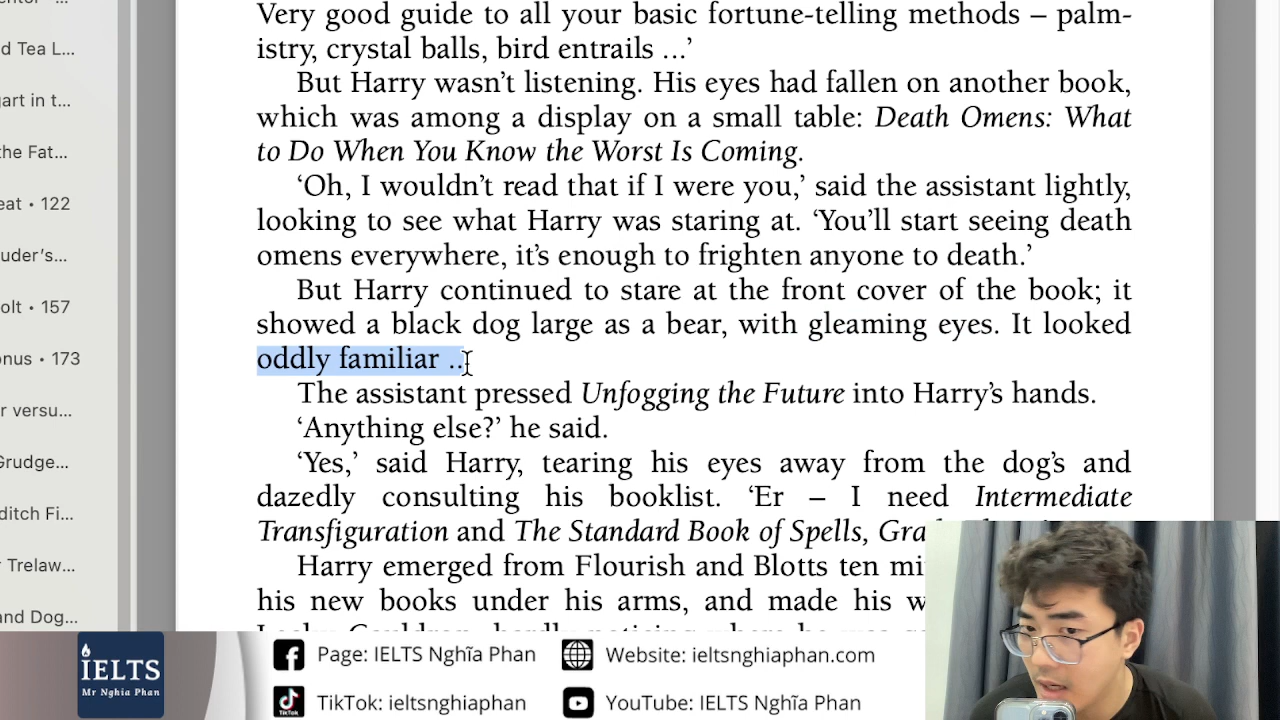 entor
d Tea L...
gart in t...
the Fat...
eat • 122
uder's...
olt • 157
onus • 173
r versu...
Grudge...
ditch Fi...
r Trelaw...
and Dog...
Very good guide to all your basic fortune-telling methods – palm-
istry, crystal balls, bird entrails ...’
But Harry wasn’t listening. His eyes had fallen on another book,
which was among a display on a small table: Death Omens: What
to Do When You Know the Worst Is Coming.
‘Oh, I wouldn’t read that if I were you,’ said the assistant lightly,
looking to see what Harry was staring at. ‘You’ll start seeing death
omens everywhere, it’s enough to frighten anyone to death.’
But Harry continued to stare at the front cover of the book; it
showed a black dog large as a bear, with gleaming eyes. It looked
oddly familiar ..
The assistant pressed Unfogging the Future into Harry’s hands.
‘Anything else?’ he said.
‘Yes,’ said Harry, tearing his eyes away from the dog’s and
dazedly consulting his booklist. ‘Er – I need Intermediate
Transfiguration and The Standard Book of Spells,
Harry emerged from Flourish and Blotts ten
his new books under his arms, and made his
IELTS
Mr Nghia Phan
Page: IELTS Nghĩa Phan
Website: ieltsnghiaphan.com
TikTok
TikTok: ieltsnghiaphan
YouTube: IELTS Nghĩa Phan